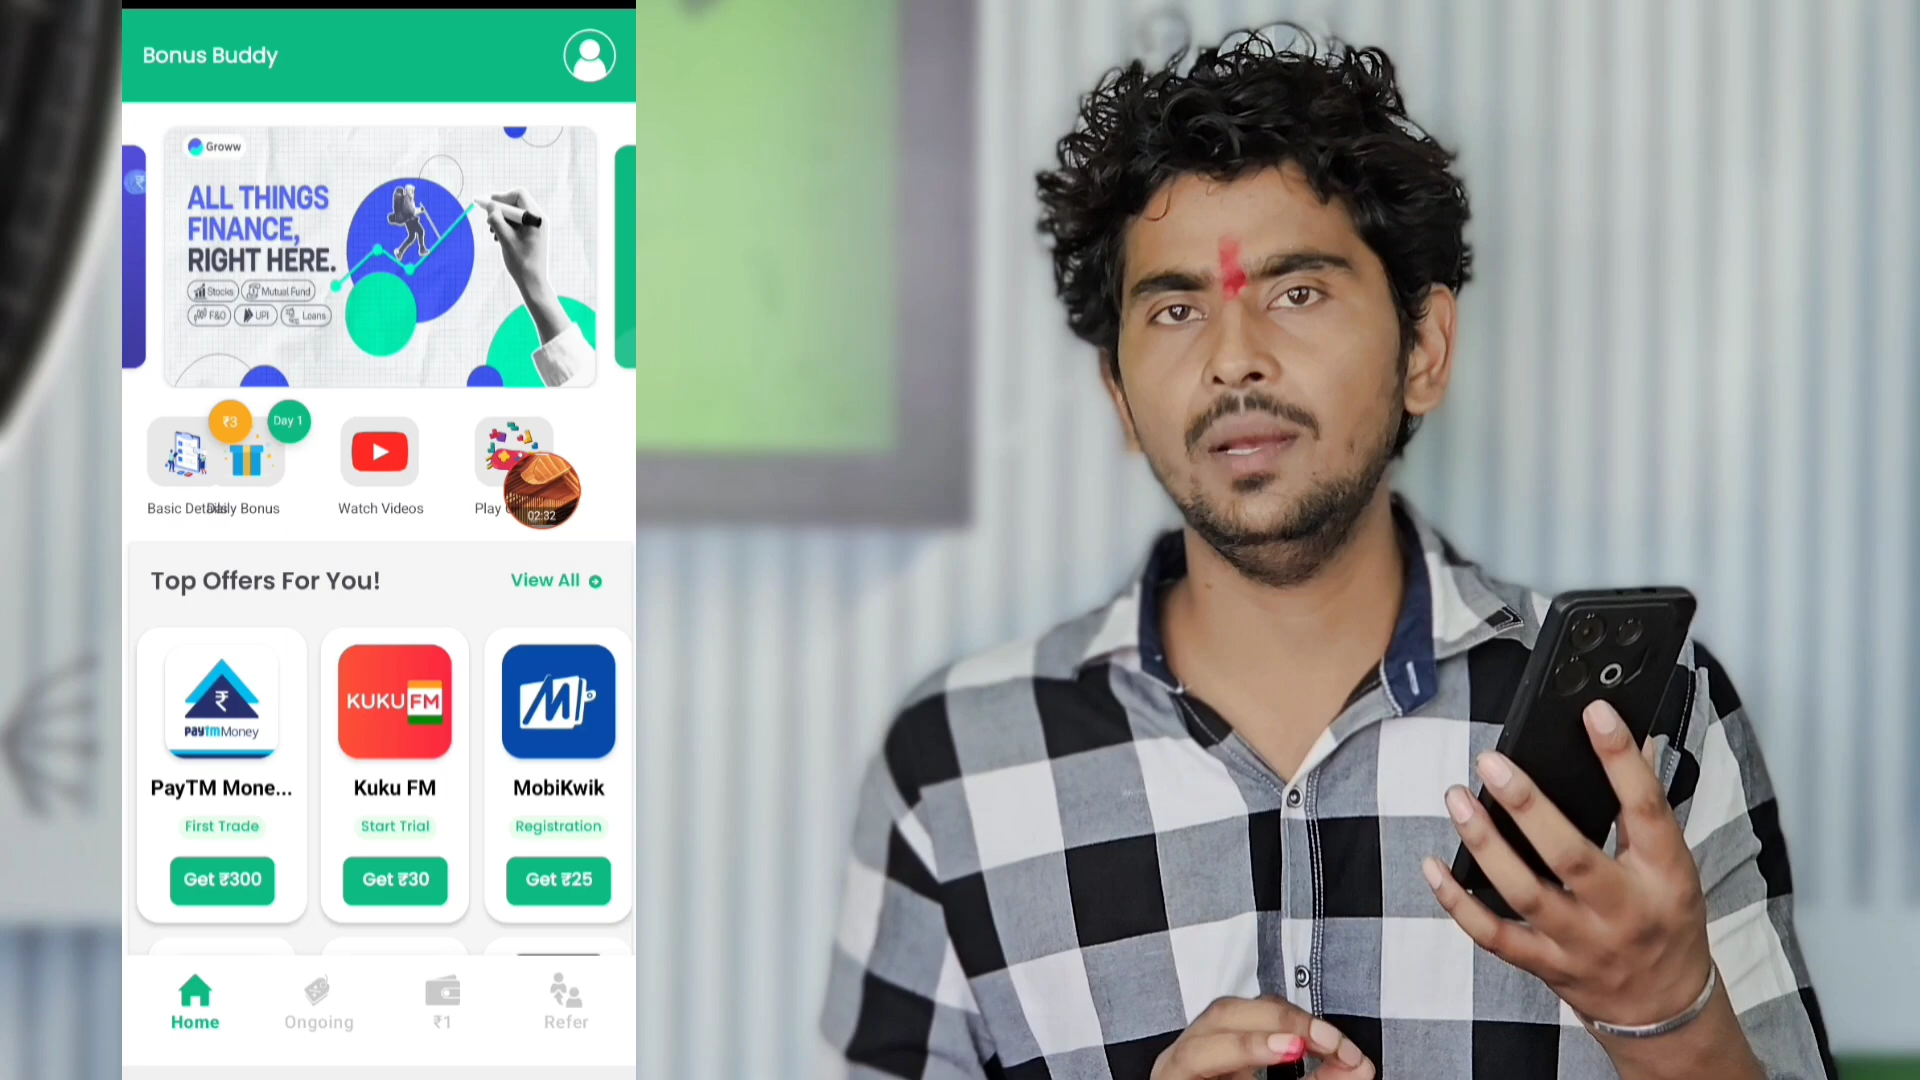 Bonus Buddy
Groww
ALL THINGS
FINANCE,
RIGHT HERE.
Stocks
Mutual Fund
F&O
UPI
Loans
₹3
Day 1
Basic Details
Daily Bonus
Watch Videos
Play
02:32
Top Offers For You!
View All
₹
paytm Money
KUKU FM
PayTM Mone...
Kuku FM
MobiKwik
First Trade
Start Trial
Registration
Get ₹300
Get ₹30
Get ₹25
Home
Ongoing
₹1
Refer